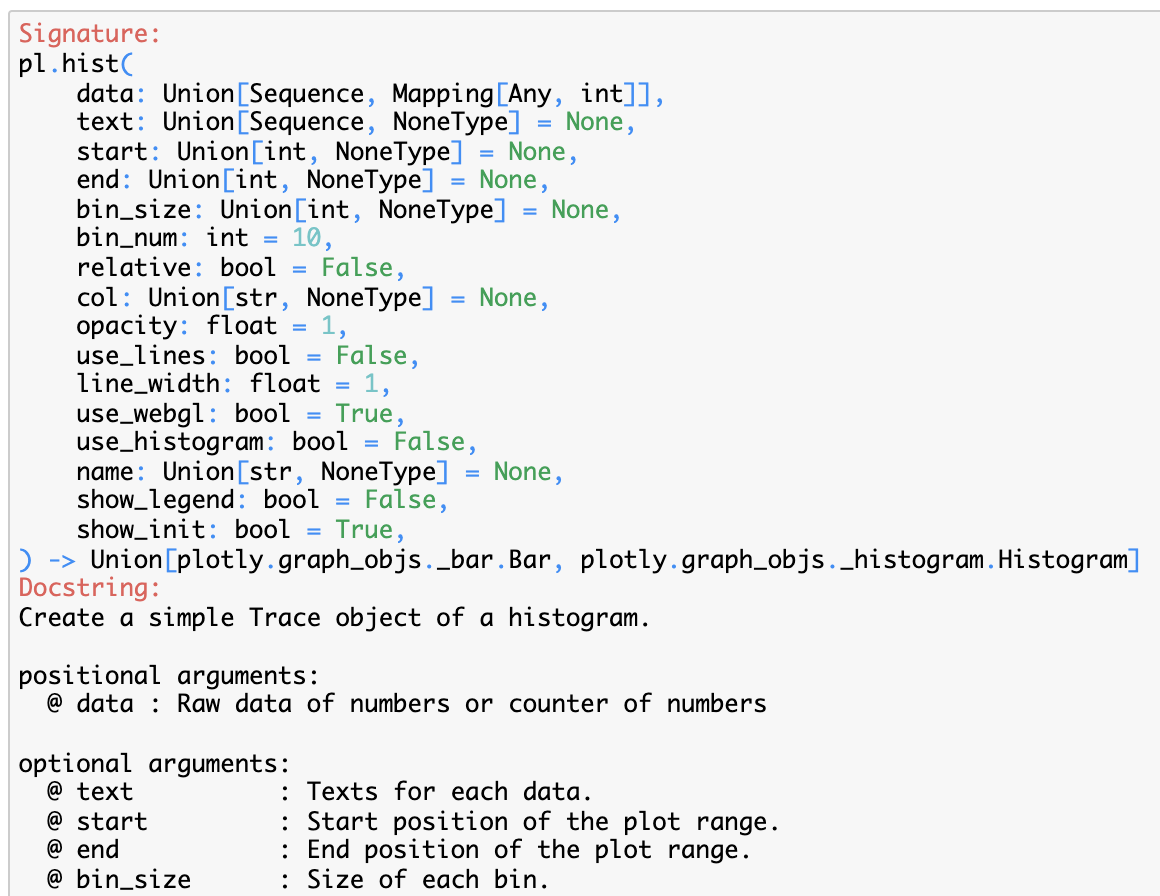 Signature:
pl.hist(
    data: Union[Sequence, Mapping[Any, int]],
    text: Union[Sequence, NoneType] = None,
    start: Union[int, NoneType] = None,
    end: Union[int, NoneType] = None,
    bin_size: Union[int, NoneType] = None,
    bin_num: int = 10,
    relative: bool = False,
    col: Union[str, NoneType] = None,
    opacity: float = 1,
    use_lines: bool = False,
    line_width: float = 1,
    use_webgl: bool = True,
    use_histogram: bool = False,
    name: Union[str, NoneType] = None,
    show_legend: bool = False,
    show_init: bool = True,
) -> Union[plotly.graph_objs._bar.Bar, plotly.graph_objs._histogram.Histogram]
Docstring:
Create a simple Trace object of a histogram.

positional arguments:
  @ data : Raw data of numbers or counter of numbers

optional arguments:
  @ text          : Texts for each data.
  @ start         : Start position of the plot range.
  @ end           : End position of the plot range.
  @ bin_size      : Size of each bin.